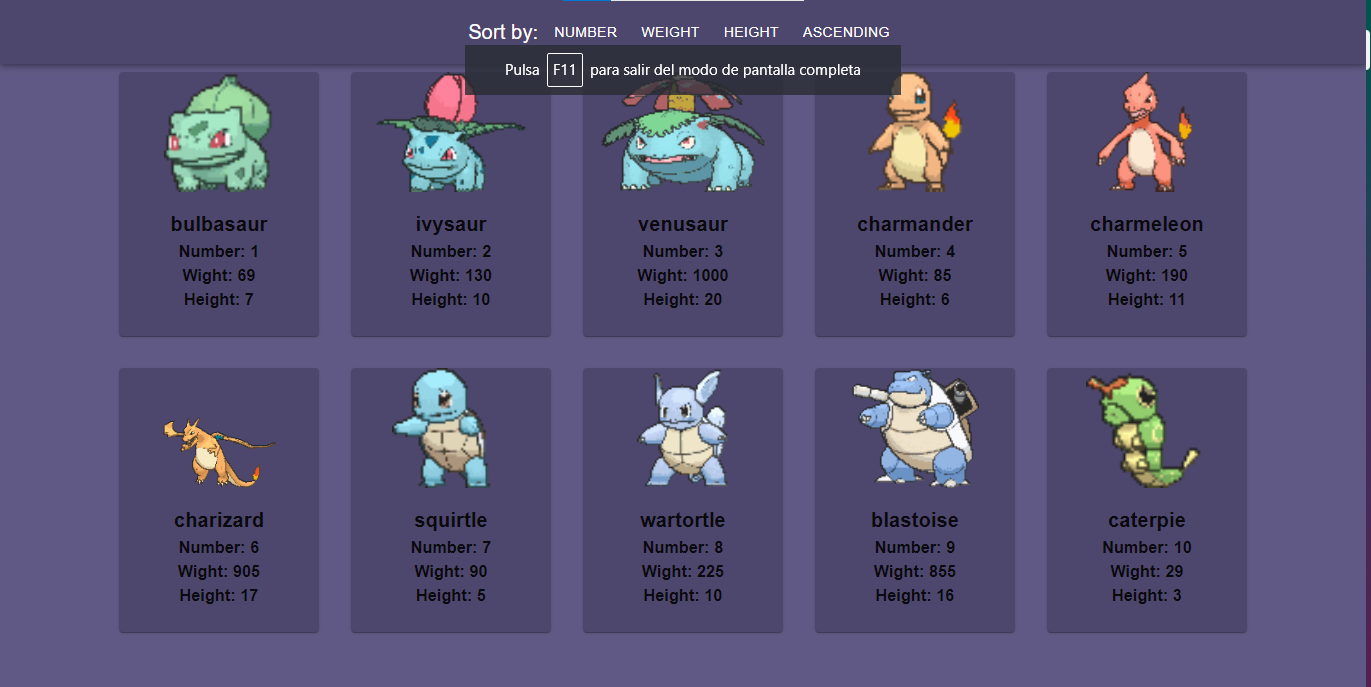 Sort by: NUMBER WEIGHT HEIGHT ASCENDING
Pulsa F11 para salir del modo de pantalla completa
bulbasaur
Number: 1
Wight: 69
Height: 7
ivysaur
Number: 2
Wight: 130
Height: 10
venusaur
Number: 3
Wight: 1000
Height: 20
charmander
Number: 4
Wight: 85
Height: 6
charmeleon
Number: 5
Wight: 190
Height: 11
charizard
Number: 6
Wight: 905
Height: 17
squirtle
Number: 7
Wight: 90
Height: 5
wartortle
Number: 8
Wight: 225
Height: 10
blastoise
Number: 9
Wight: 855
Height: 16
caterpie
Number: 10
Wight: 29
Height: 3